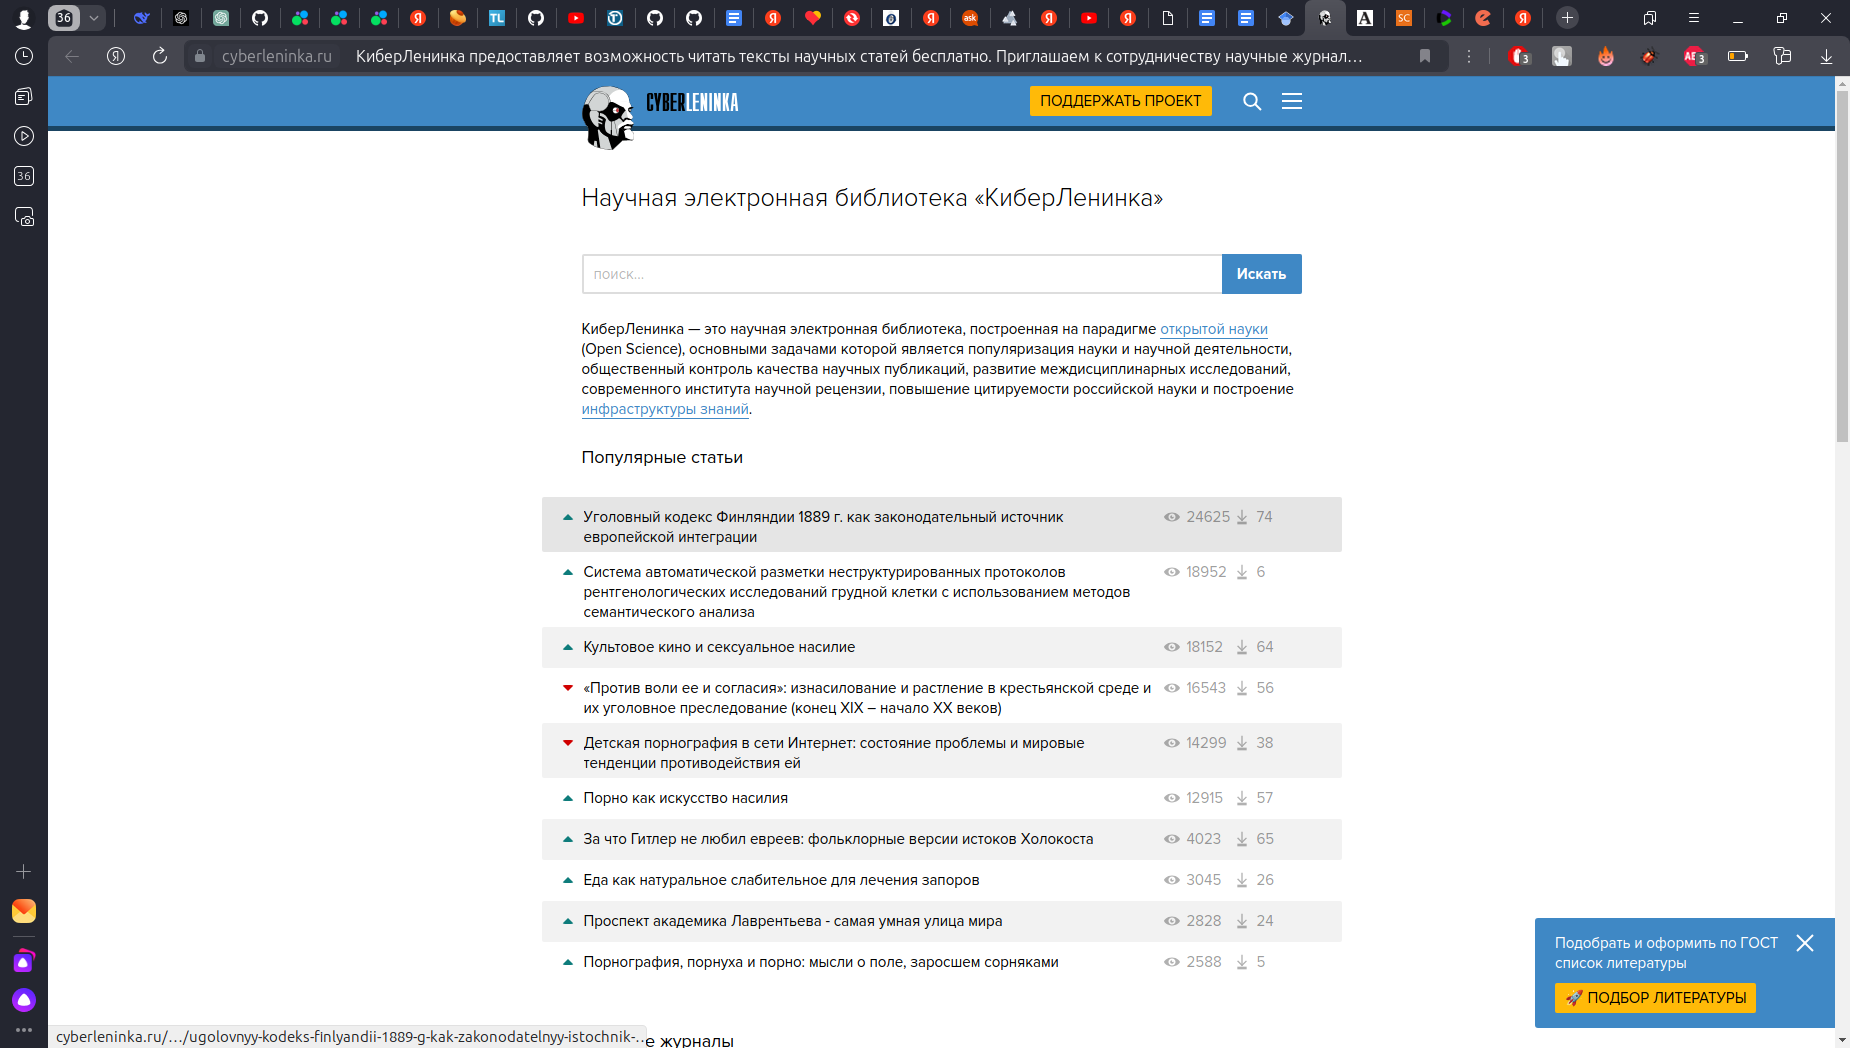 36
cyberleninka.ru КиберЛенинка предоставляет возможность читать тексты научных статей бесплатно. Приглашаем к сотрудничеству научные журнал...
3
3
36
CYBERLENINKA
ПОДДЕРЖАТЬ ПРОЕКТ
Научная электронная библиотека «КиберЛенинка»
поиск...
Искать
КиберЛенинка — это научная электронная библиотека, построенная на парадигме открытой науки
(Open Science), основными задачами которой является популяризация науки и научной деятельности,
общественный контроль качества научных публикаций, развитие междисциплинарных исследований,
современного института научной рецензии, повышение цитируемости российской науки и построение
инфраструктуры знаний.
Популярные статьи
Уголовный кодекс Финляндии 1889 г. как законодательный источник 24625 74
европейской интеграции
Система автоматической разметки неструктурированных протоколов 18952 6
рентгенологических исследований грудной клетки с использованием методов
семантического анализа
Культовое кино и сексуальное насилие 18152 64
«Против воли ее и согласия»: изнасилование и растление в крестьянской среде и 16543 56
их уголовное преследование (конец XIX – начало XX веков)
Детская порнография в сети Интернет: состояние проблемы и мировые 14299 38
тенденции противодействия ей
Порно как искусство насилия 12915 57
За что Гитлер не любил евреев: фольклорные версии истоков Холокоста 4023 65
Еда как натуральное слабительное для лечения запоров 3045 26
Проспект академика Лаврентьева - самая умная улица мира 2828 24
Порнография, порнуха и порно: мысли о поле, заросшем сорняками 2588 5
Подобрать и оформить по ГОСТ
список литературы
ПОДБОР ЛИТЕРАТУРЫ
cyberleninka.ru/.../ugolovnyy-kodeks-finlyandii-1889-g-kak-zakonodatelnyy-istochnik-..
е журналы